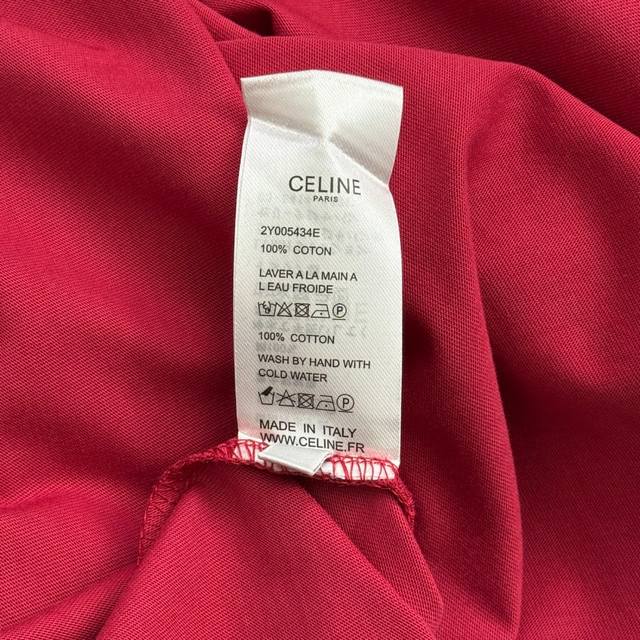 CELINE
PARIS
2Y005434E
100% COTON
LAVER A LA MAIN A
L EAU FROIDE
100% COTTON
WASH BY HAND WITH
COLD WATER
MADE IN ITALY
WWW.CELINE.FR